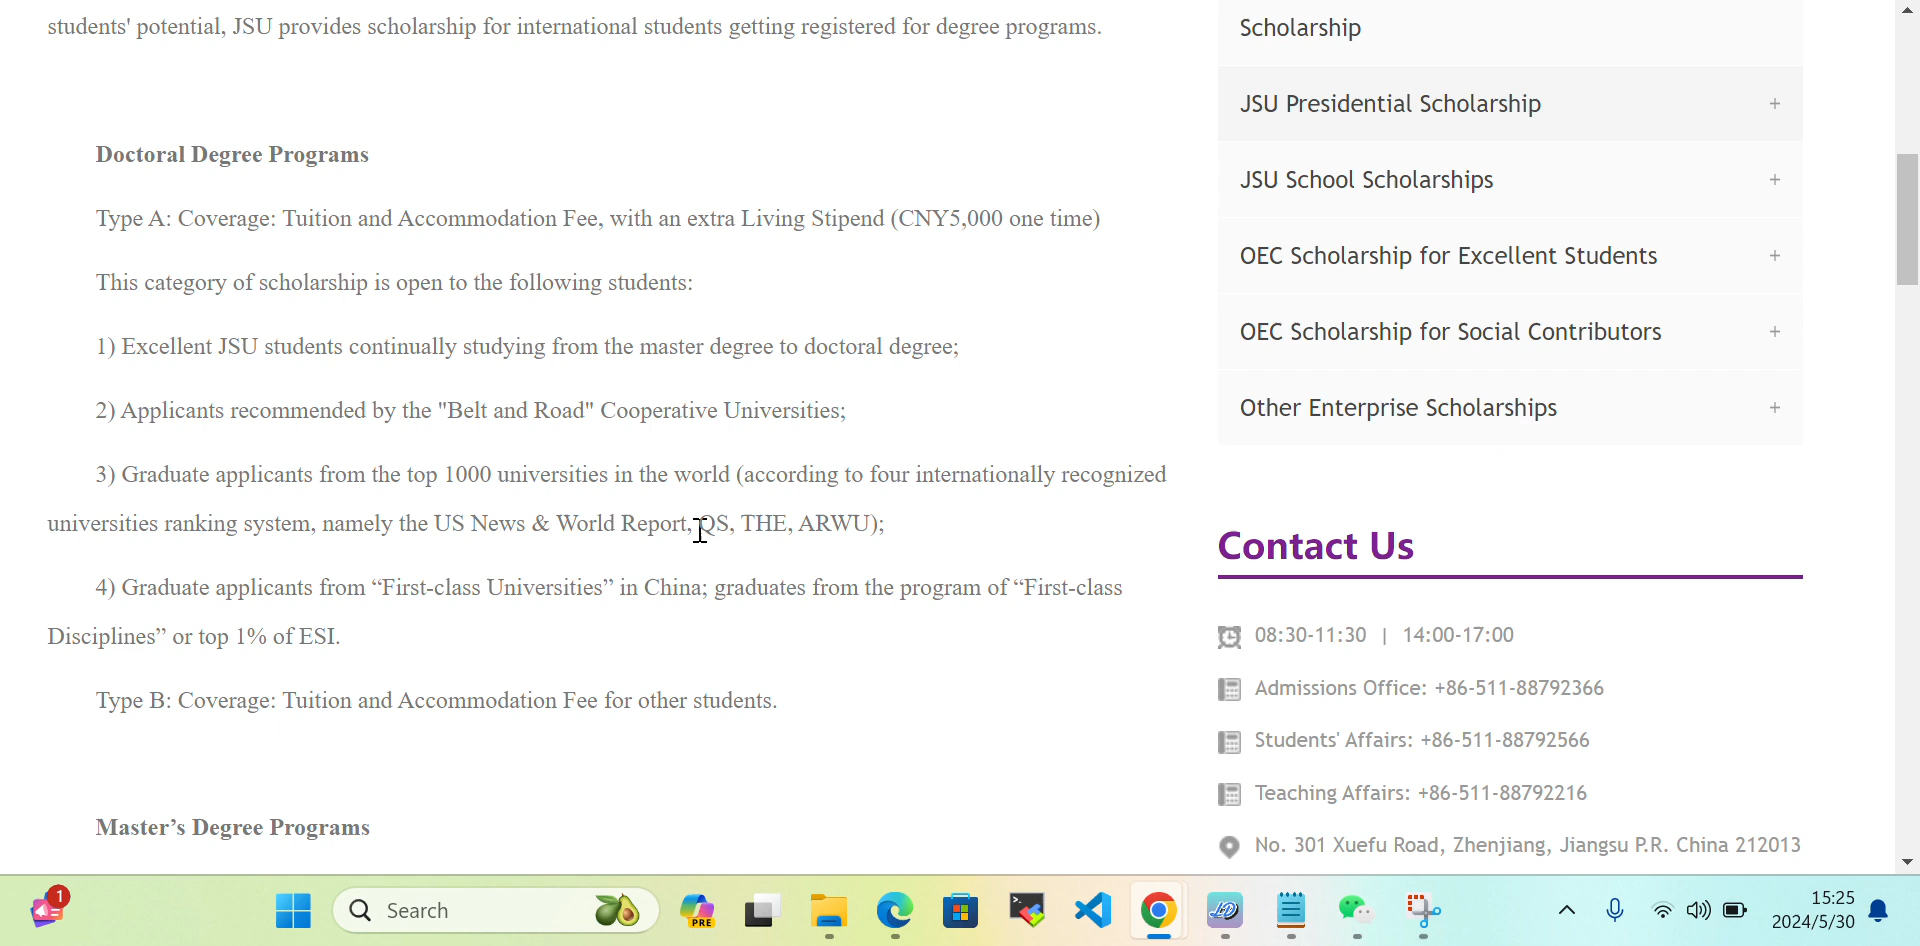 students' potential, JSU provides scholarship for international students getting registered for degree programs.
Doctoral Degree Programs
Type A: Coverage: Tuition and Accommodation Fee, with an extra Living Stipend (CNY5,000 one time)
This category of scholarship is open to the following students:
1) Excellent JSU students continually studying from the master degree to doctoral degree;
2) Applicants recommended by the "Belt and Road" Cooperative Universities;
3) Graduate applicants from the top 1000 universities in the world (according to four internationally recognized
universities ranking system, namely the US News & World Report, QS, THE, ARWU);
4) Graduate applicants from “First-class Universities” in China; graduates from the program of “First-class
Disciplines” or top 1% of ESI.
Type B: Coverage: Tuition and Accommodation Fee for other students.
Master’s Degree Programs
Scholarship
JSU Presidential Scholarship +
JSU School Scholarships +
OEC Scholarship for Excellent Students +
OEC Scholarship for Social Contributors +
Other Enterprise Scholarships +
Contact Us
08:30-11:30 | 14:00-17:00
Admissions Office: +86-511-88792366
Students' Affairs: +86-511-88792566
Teaching Affairs: +86-511-88792216
No. 301 Xuefu Road, Zhenjiang, Jiangsu P.R. China 212013
1
Search
PRE
15:25
2024/5/30